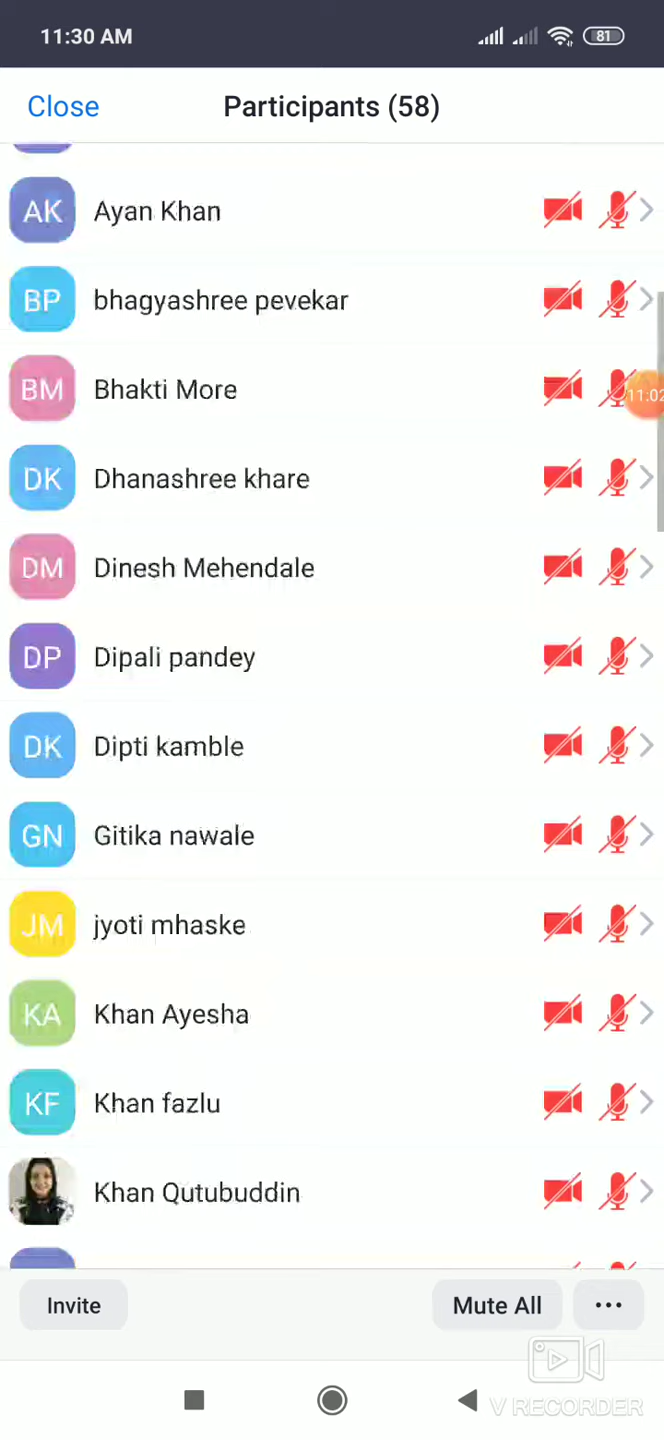 11:30 AM 81
Close Participants (58)
AK Ayan Khan
BP bhagyashree pevekar
BM Bhakti More
11:02
DK Dhanashree khare
DM Dinesh Mehendale
DP Dipali pandey
DK Dipti kamble
GN Gitika nawale
JM jyoti mhaske
KA Khan Ayesha
KF Khan fazlu
Khan Qutubuddin
Invite Mute All ...
V RECORDER